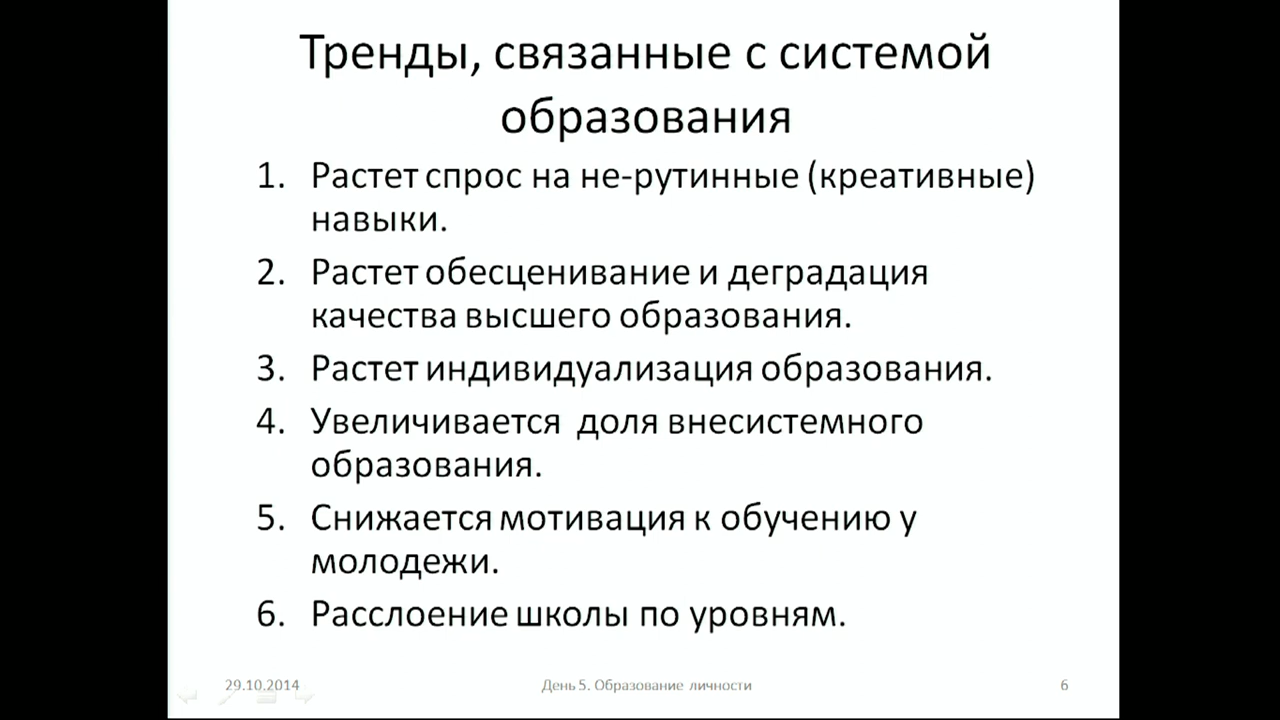 Тренды, связанные с системой
образования
1. Растет спрос на не-рутинные (креативные)
навыки.
2. Растет обесценивание и деградация
качества высшего образования.
3. Растет индивидуализация образования.
4. Увеличивается доля внесистемного
образования.
5. Снижается мотивация к обучению у
молодежи.
6. Расслоение школы по уровням.
29.10.2014 День 5. Образование личности 6